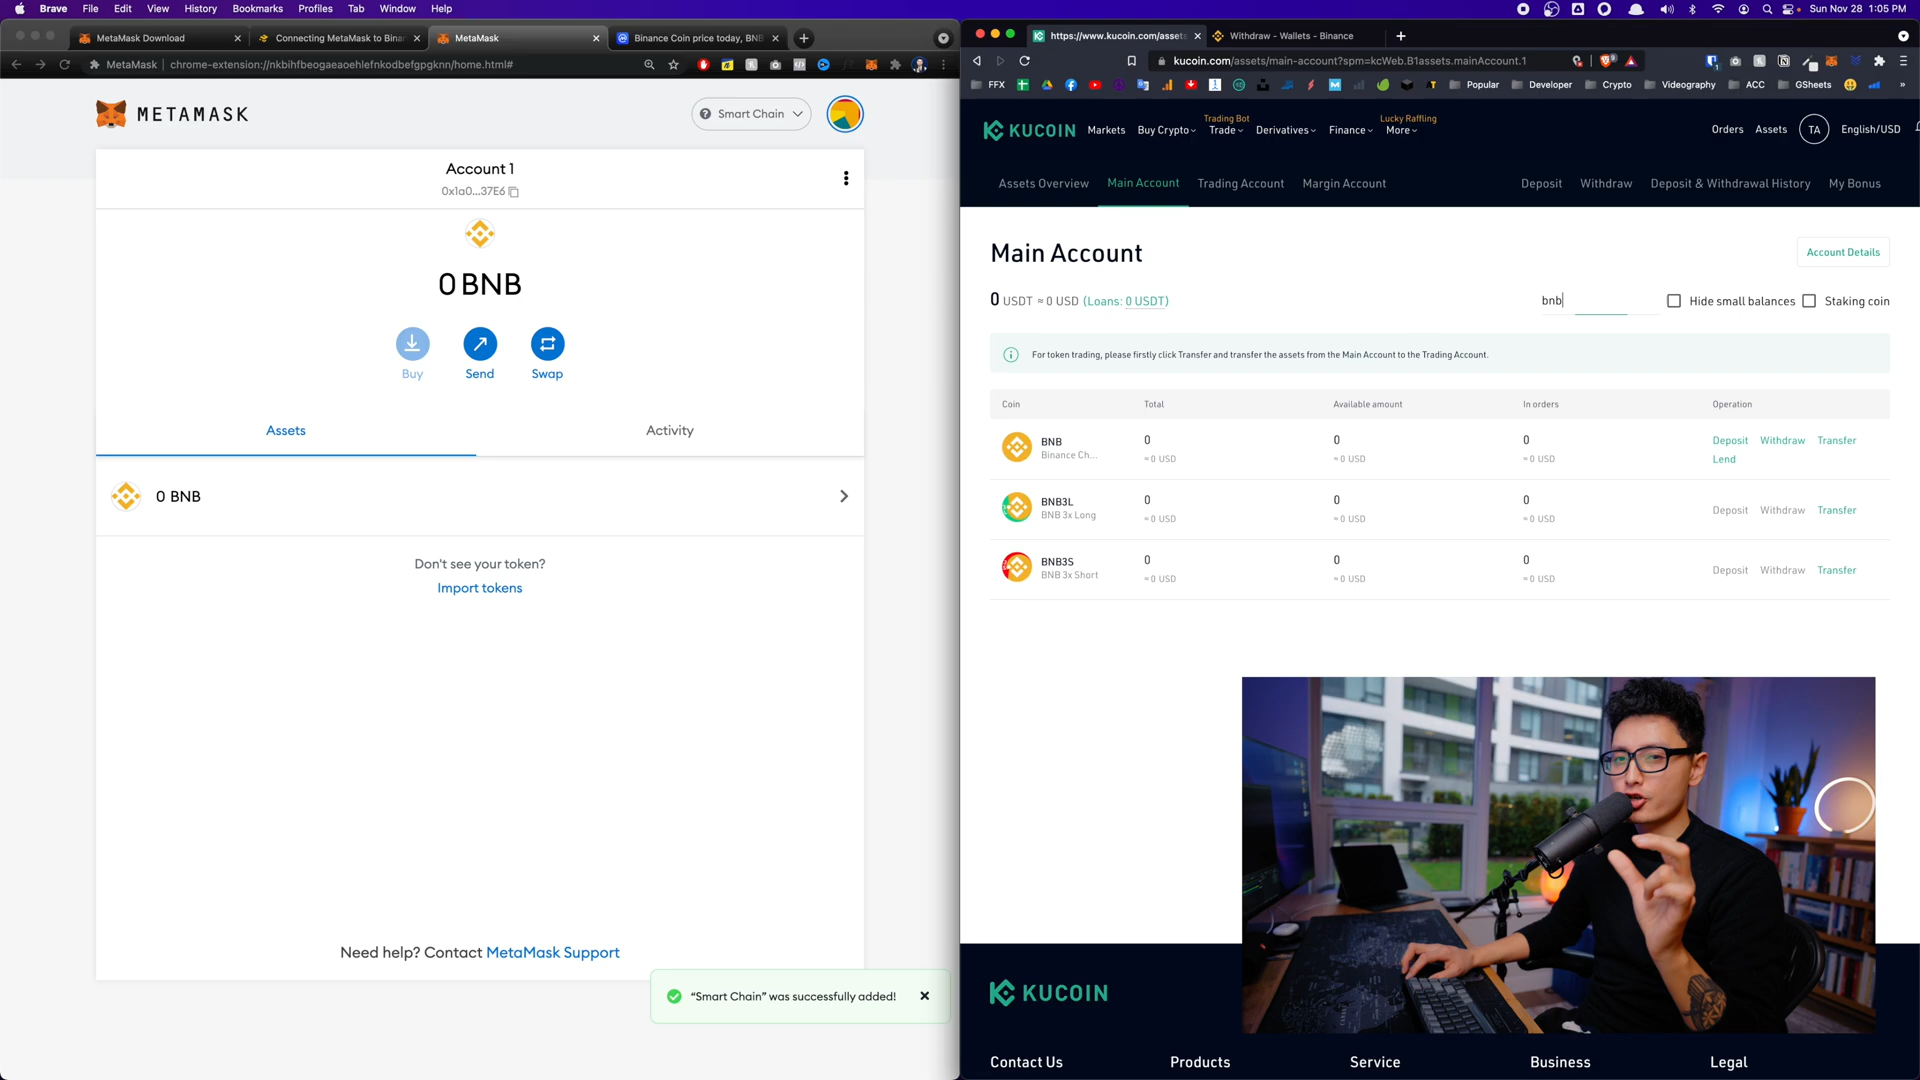 Brave File Edit View History Bookmarks Profiles Tab Window Help
Sun Nov 28 1:05 PM
MetaMask Download
Connecting MetaMask to Binan
MetaMask
Binance Coin price today, BNB
https://www.kucoin.com/assets
Withdraw - Wallets - Binance
MetaMask | chrome-extension://nkbihfbeogaeaoehlefnkodbefgpgknn/home.html#
kucoin.com/assets/main-account?spm=kcWeb.B1assets.mainAccount.1
FFX
Popular
Developer
Crypto
Videography
ACC
GSheets
METAMASK
Smart Chain
Account 1
0x1a0...37E6
0 BNB
Buy
Send
Swap
Assets
Activity
0 BNB
Don't see your token?
Import tokens
Need help? Contact MetaMask Support
“Smart Chain” was successfully added!
KUCOIN
Markets
Buy Crypto
Trading Bot
Trade
Derivatives
Finance
Lucky Raffling
More
Orders
Assets
TA
English/USD
Assets Overview
Main Account
Trading Account
Margin Account
Deposit
Withdraw
Deposit & Withdrawal History
My Bonus
Main Account
Account Details
0 USDT ≈ 0 USD (Loans: 0 USDT)
bnb
Hide small balances
Staking coin
For token trading, please firstly click Transfer and transfer the assets from the Main Account to the Trading Account.
Coin Total Available amount In orders Operation
BNB 0 0 0 Deposit Withdraw Transfer
Binance Ch... ≈ 0 USD ≈ 0 USD ≈ 0 USD Lend
BNB3L 0 0 0 Deposit Withdraw Transfer
BNB 3x Long ≈ 0 USD ≈ 0 USD ≈ 0 USD
BNB3S 0 0 0 Deposit Withdraw Transfer
BNB 3x Short ≈ 0 USD ≈ 0 USD ≈ 0 USD
KUCOIN
Contact Us
Products
Service
Business
Legal